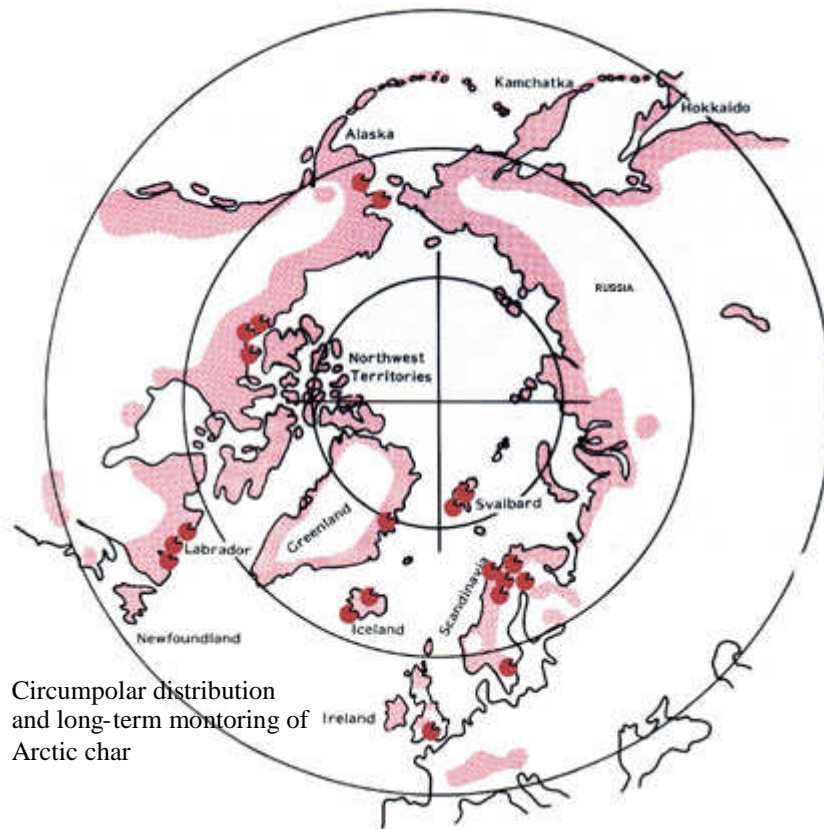 Kamchatka
Hokkaido
Alaska
RUSSIA
Northwest
Territories
Svalbard
Greenland
Labrador
Scandinavia
Iceland
Newfoundland
Ireland
Circumpolar distribution
and long-term montoring of
Arctic char